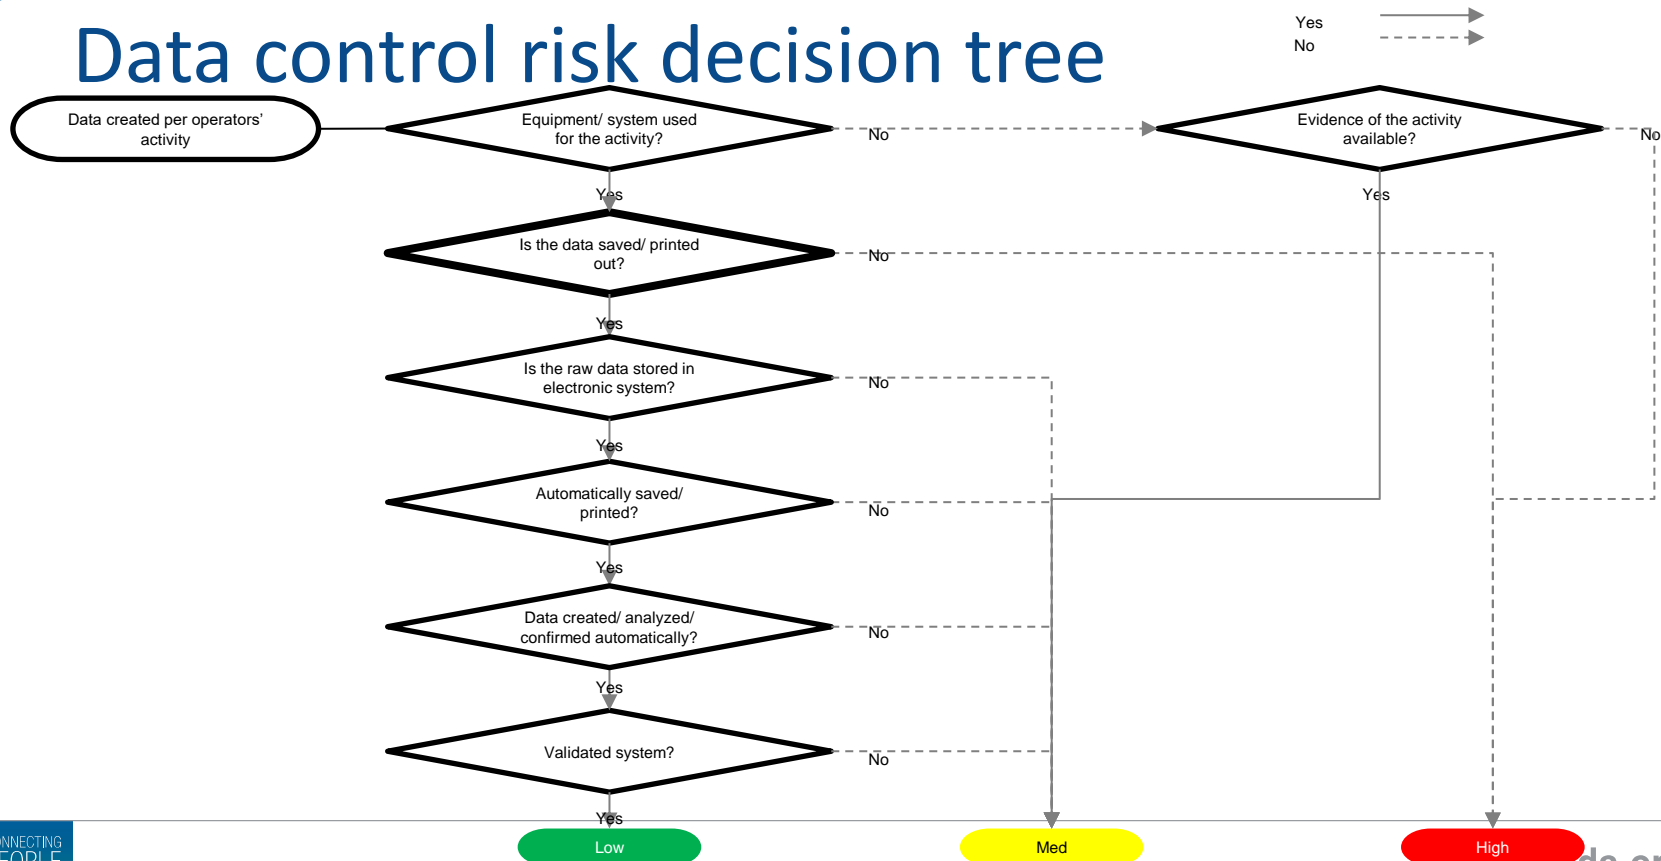 Data control risk decision tree
Yes
No
Data created per operators'
activity
Equipment/ system used
for the activity?
No
Evidence of the activity
available?
No
Yes
Yes
Is the data saved/ printed
out?
No
Yes
Is the raw data stored in
electronic system?
No
Yes
Automatically saved/
printed?
No
Yes
Data created/ analyzed/
confirmed automatically?
No
Yes
Validated system?
No
Yes
Low
Med
High